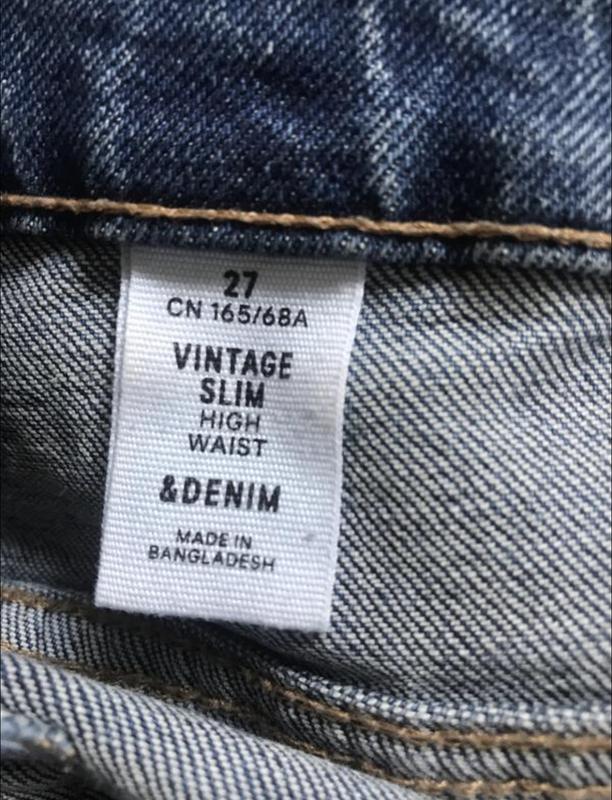 27
CN 165/68A
VINTAGE
SLIM
HIGH
WAIST
&DENIM
MADE IN
BANGLADESH